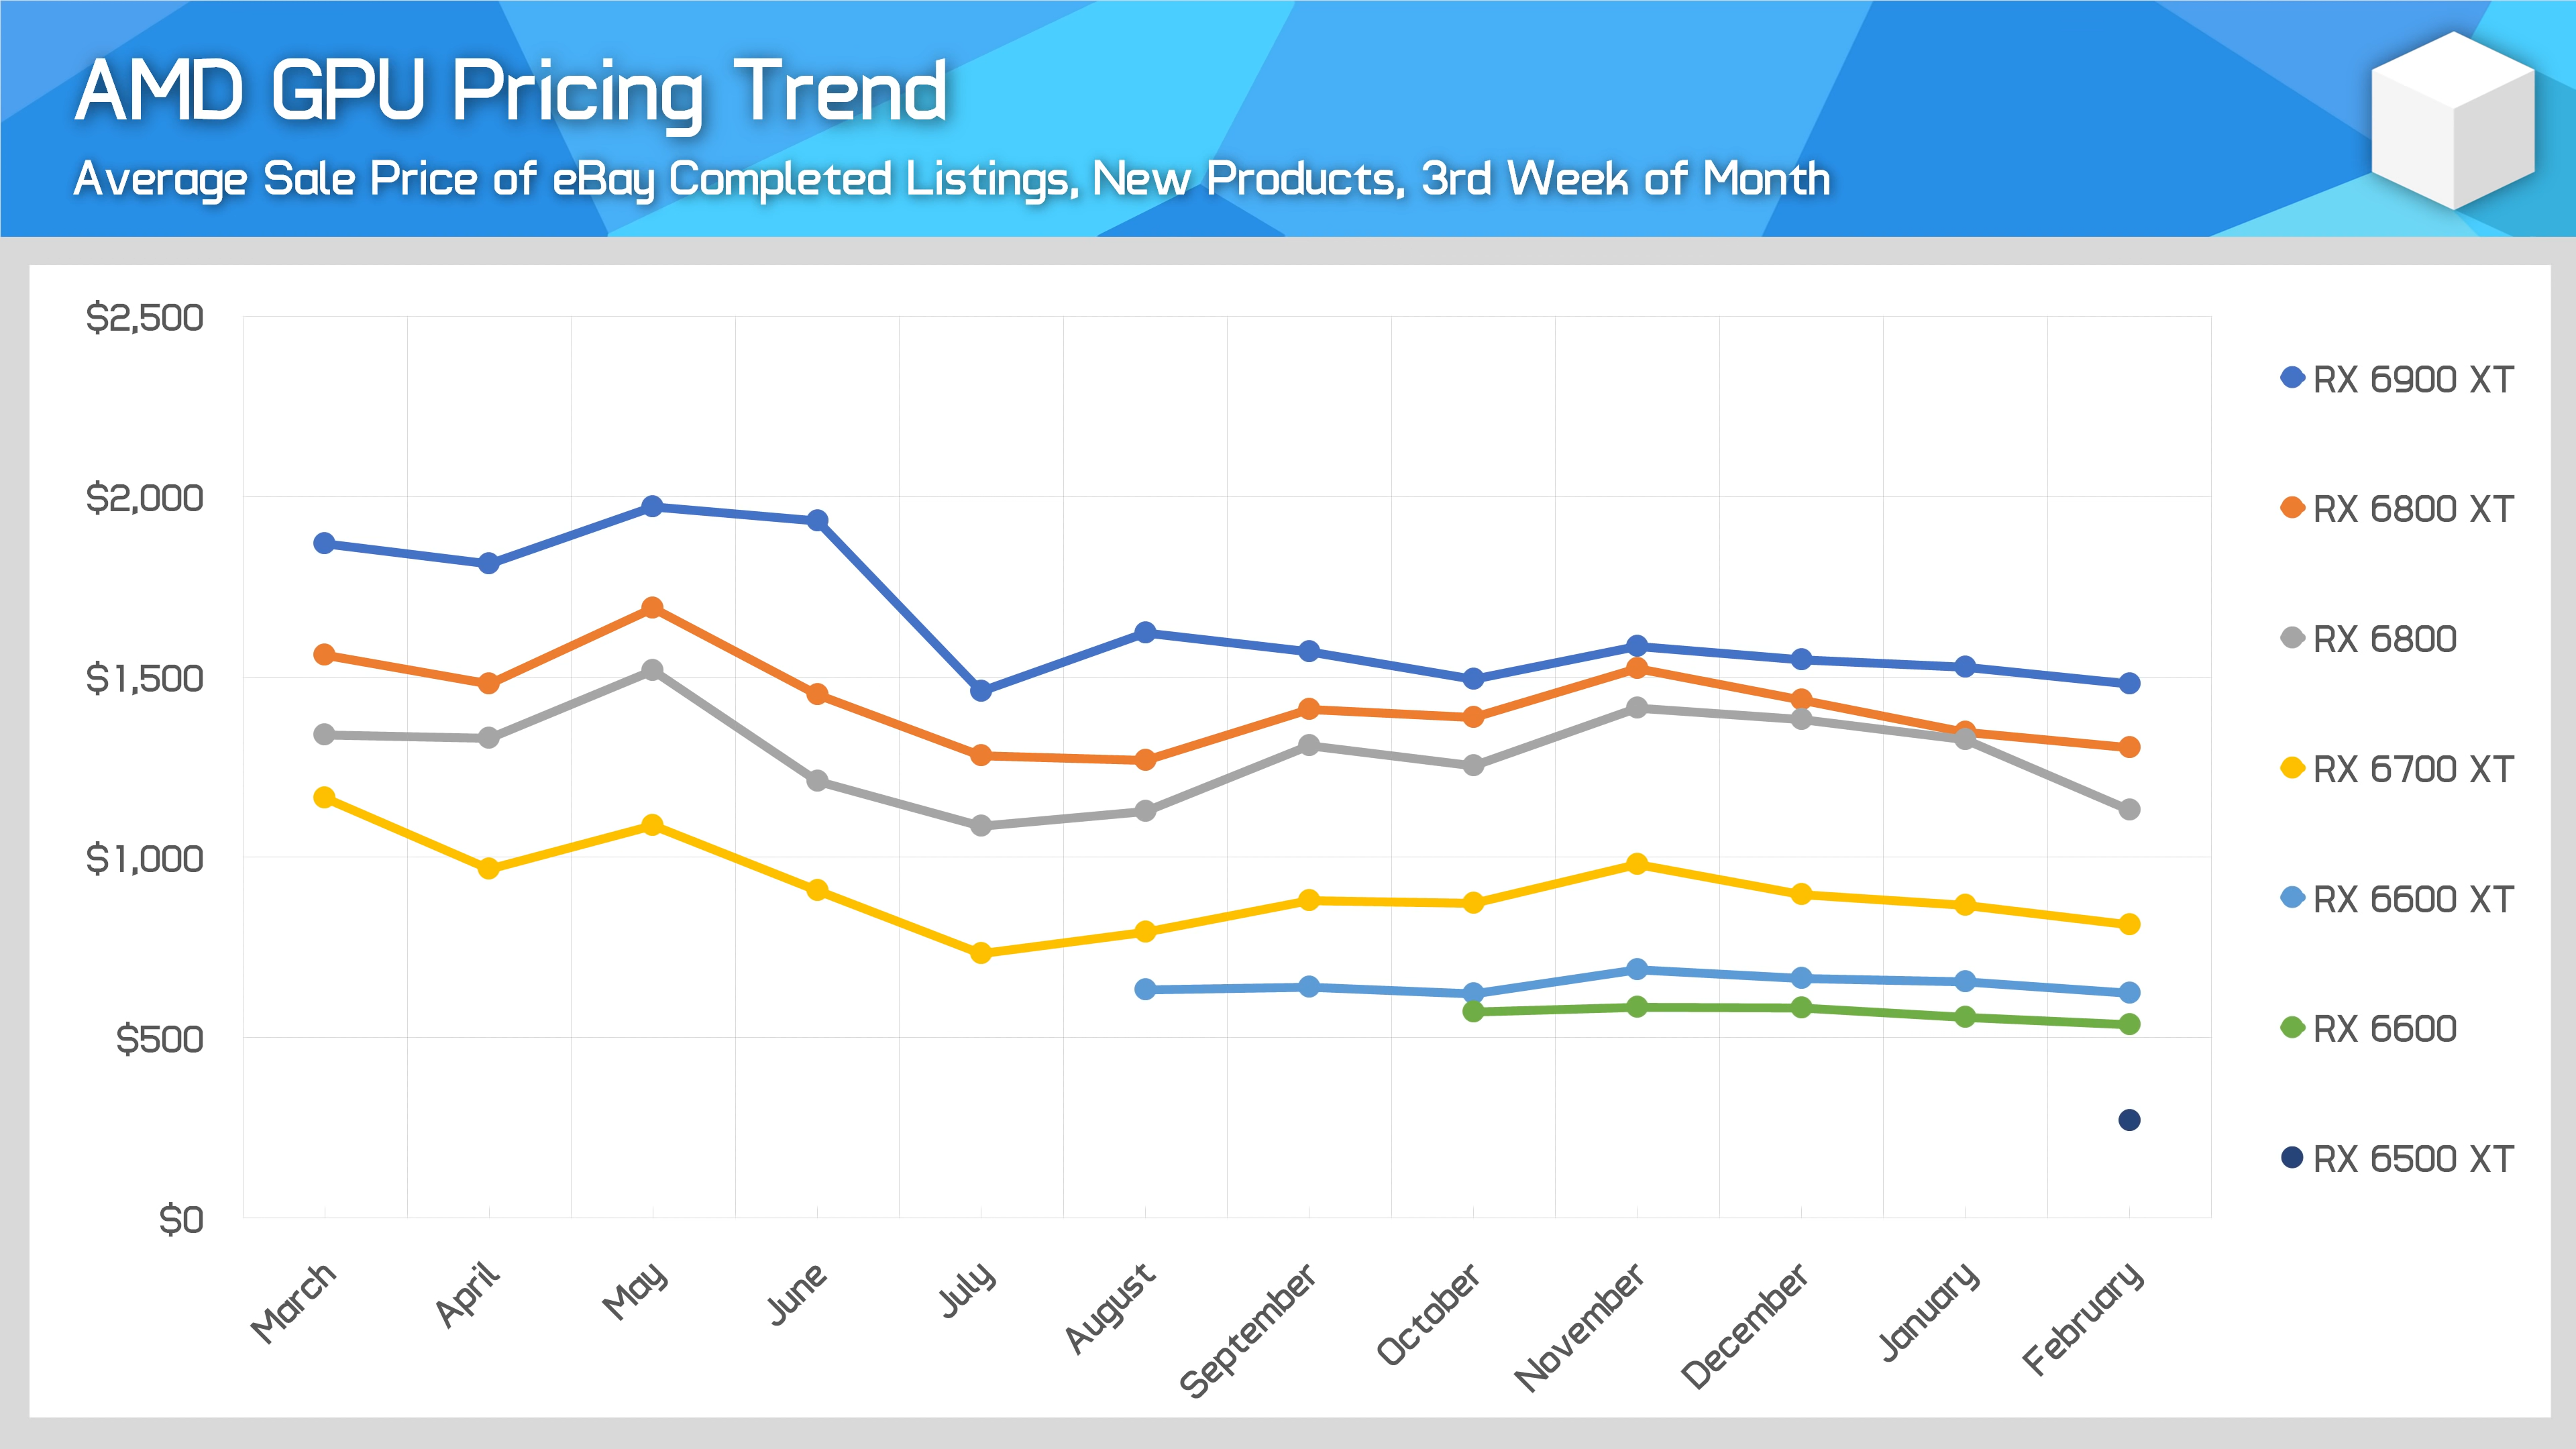 AMD GPU Pricing Trend
Average Sale Price of eBay Completed Listings, New Products, 3rd Week of Month
$2,500
$2,000
$1,500
$1,000
$500
$0
March
April
May
June
July
August
September
October
November
December
January
February
RX 6900 XT
RX 6800 XT
RX 6800
RX 6700 XT
RX 6600 XT
RX 6600
RX 6500 XT